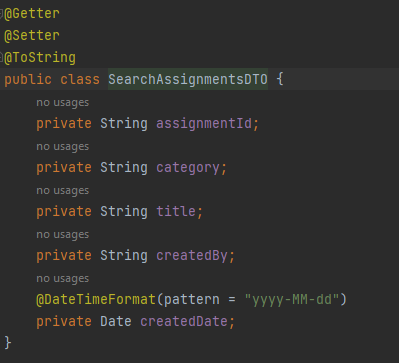 @Getter
@Setter
@ToString
public class SearchAssignmentsDTO {
no usages
private String assignmentId;
no usages
private String category;
no usages
private String title;
no usages
private String createdBy;
no usages
@DateTimeFormat(pattern = "yyyy-MM-dd")
private Date createdDate;
}